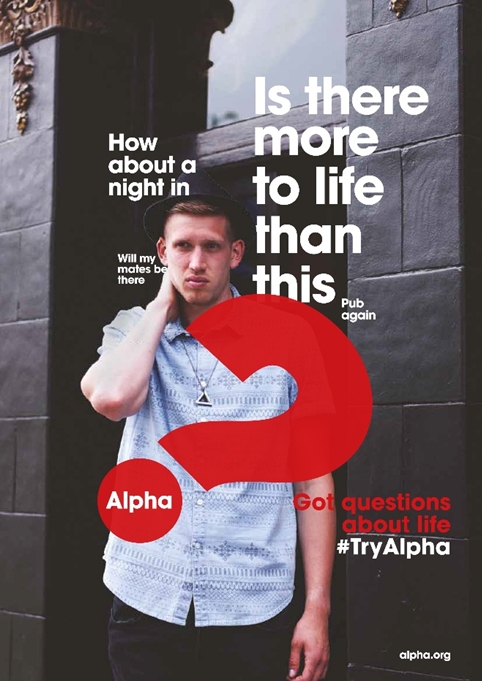 Is there
more
to life
than
this
How
about a
night in
Will my
mates be
there
Pub
again
Alpha
Got questions
about life
#TryAlpha
alpha.org